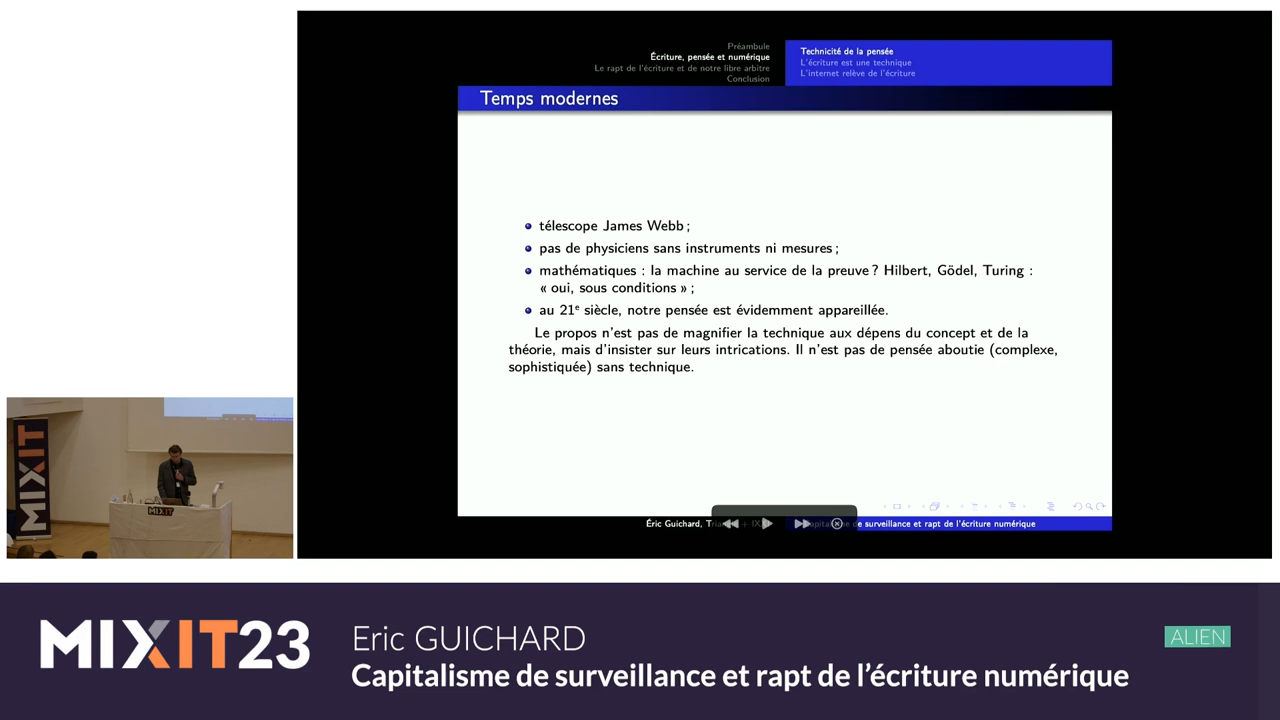 Préambule
Écriture, pensée et numérique
Le rapt de l'écriture et de notre libre arbitre
Conclusion
Technicité de la pensée
L'écriture est une technique
L'internet relève de l'écriture
Temps modernes
télescope James Webb ;
pas de physiciens sans instruments ni mesures ;
mathématiques : la machine au service de la preuve ? Hilbert, Gödel, Turing :
« oui, sous conditions » ;
au 21e siècle, notre pensée est évidemment appareillée.
Le propos n'est pas de magnifier la technique aux dépens du concept et de la
théorie, mais d'insister sur leurs intrications. Il n'est pas de pensée aboutie (complexe,
sophistiquée) sans technique.
Éric Guichard,
de surveillance et rapt de l'écriture numérique
MIXIT
MIXIT
MIXIT23
Eric GUICHARD
Capitalisme de surveillance et rapt de l'écriture numérique
ALIEN